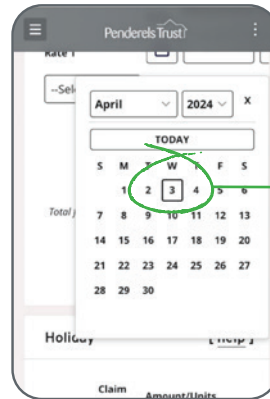 Penderels Trust
Rate 1
--Sel
April 2024 X
TODAY
S M T W T F S
1 2 3 4 5 6
7 8 9 10 11 12 13
14 15 16 17 18 19 20
21 22 23 24 25 26 27
28 29 30
Total
Holiday [ help ]
Claim Amount/Units